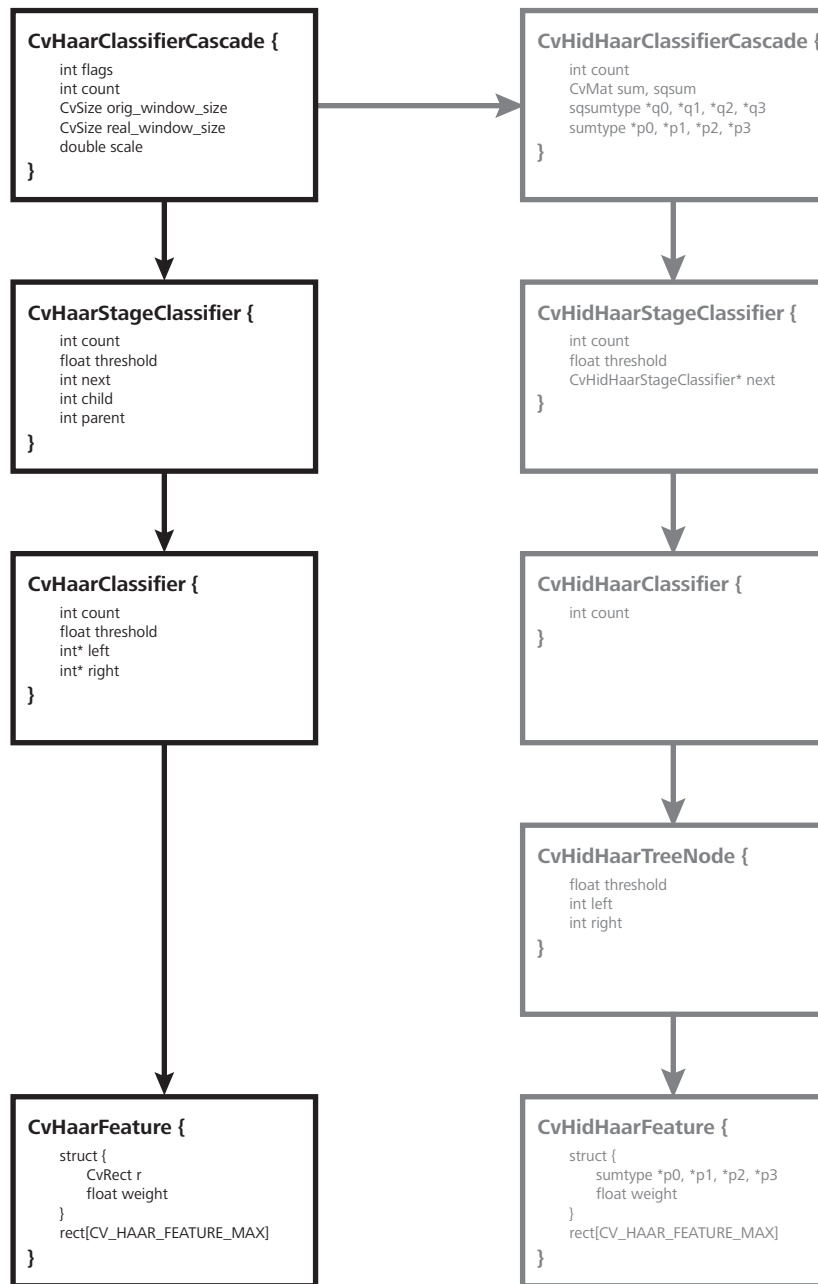 CvHaarClassifierCascade {
int flags
int count
CvSize orig_window_size
CvSize real_window_size
double scale
}
CvHaarStageClassifier {
int count
float threshold
int next
int child
int parent
}
CvHaarClassifier {
int count
float threshold
int* left
int* right
}
CvHaarFeature {
struct {
CvRect r
float weight
}
rect[CV_HAAR_FEATURE_MAX]
}
CvHidHaarClassifierCascade {
int count
CvMat sum, sqsum
sqsumtype *q0, *q1, *q2, *q3
sumtype *p0, *p1, *p2, *p3
}
CvHidHaarStageClassifier {
int count
float threshold
CvHidHaarStageClassifier* next
}
CvHidHaarClassifier {
int count
}
CvHidHaarTreeNode {
float threshold
int left
int right
}
CvHidHaarFeature {
struct {
sumtype *p0, *p1, *p2, *p3
float weight
}
rect[CV_HAAR_FEATURE_MAX]
}